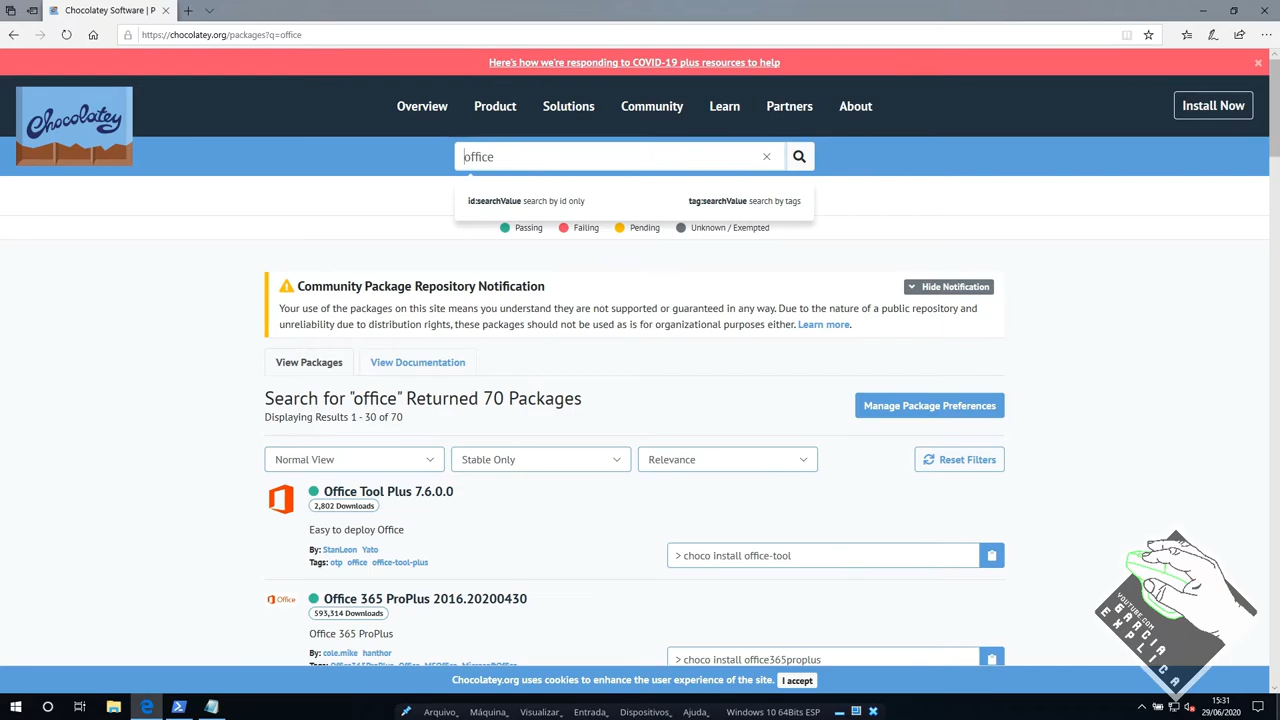 Chocolatey Software | P
https://chocolatey.org/packages?q=office
Here's how we're responding to COVID-19 plus resources to help
Chocolatey
Overview Product Solutions Community Learn Partners About
Install Now
office
id:searchValue search by id only tag:searchValue search by tags
Passing Failing Pending Unknown / Exempted
Community Package Repository Notification
Hide Notification
Your use of the packages on this site means you understand they are not supported or guaranteed in any way. Due to the nature of a public repository and
unreliability due to distribution rights, these packages should not be used as is for organizational purposes either. Learn more.
View Packages View Documentation
Search for "office" Returned 70 Packages
Displaying Results 1 - 30 of 70
Manage Package Preferences
Normal View Stable Only Relevance Reset Filters
Office Tool Plus 7.6.0.0
2,802 Downloads
Easy to deploy Office
By: StanLeon Yato
Tags: otp office office-tool-plus
> choco install office-tool
Office
Office 365 ProPlus 2016.20200430
593,314 Downloads
Office 365 ProPlus
By: cole.mike hanthor
Tags: Office365ProPlus Office MSOffice MicrosoftOffice
> choco install office365proplus
YOUTUBE.COM
GARCIA
EXPLICA
Chocolatey.org uses cookies to enhance the user experience of the site. I accept
Arquivo Máquina Visualizar Entrada Dispositivos Ajuda Windows 10 64Bits ESP
15:31
29/06/2020